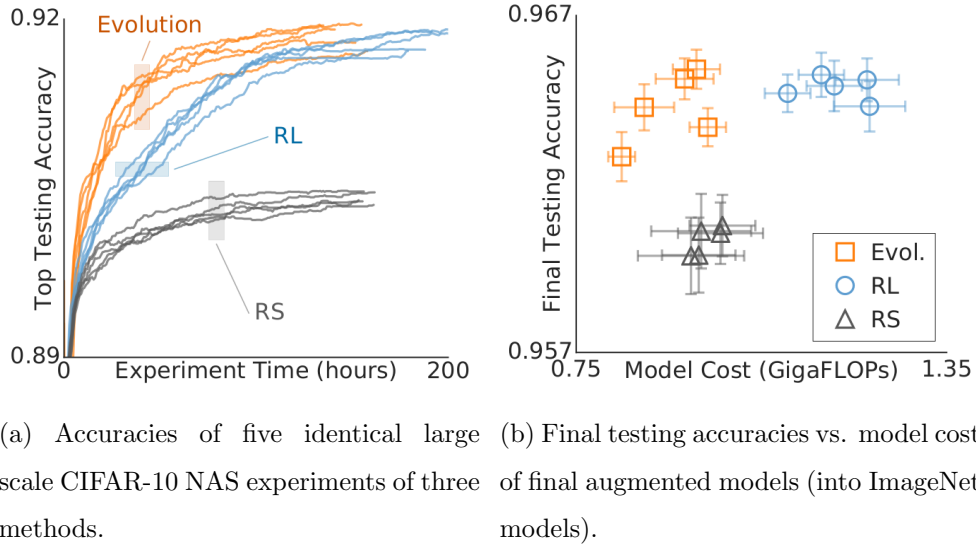 0.92
Evolution
RL
RS
Top Testing Accuracy
0.89
0
Experiment Time (hours)
200
0.967
Final Testing Accuracy
Evol.
RL
RS
0.957
0.75
Model Cost (GigaFLOPs)
1.35
(a) Accuracies of five identical large
scale CIFAR-10 NAS experiments of three
methods.
(b) Final testing accuracies vs. model cost
of final augmented models (into ImageNet
models).